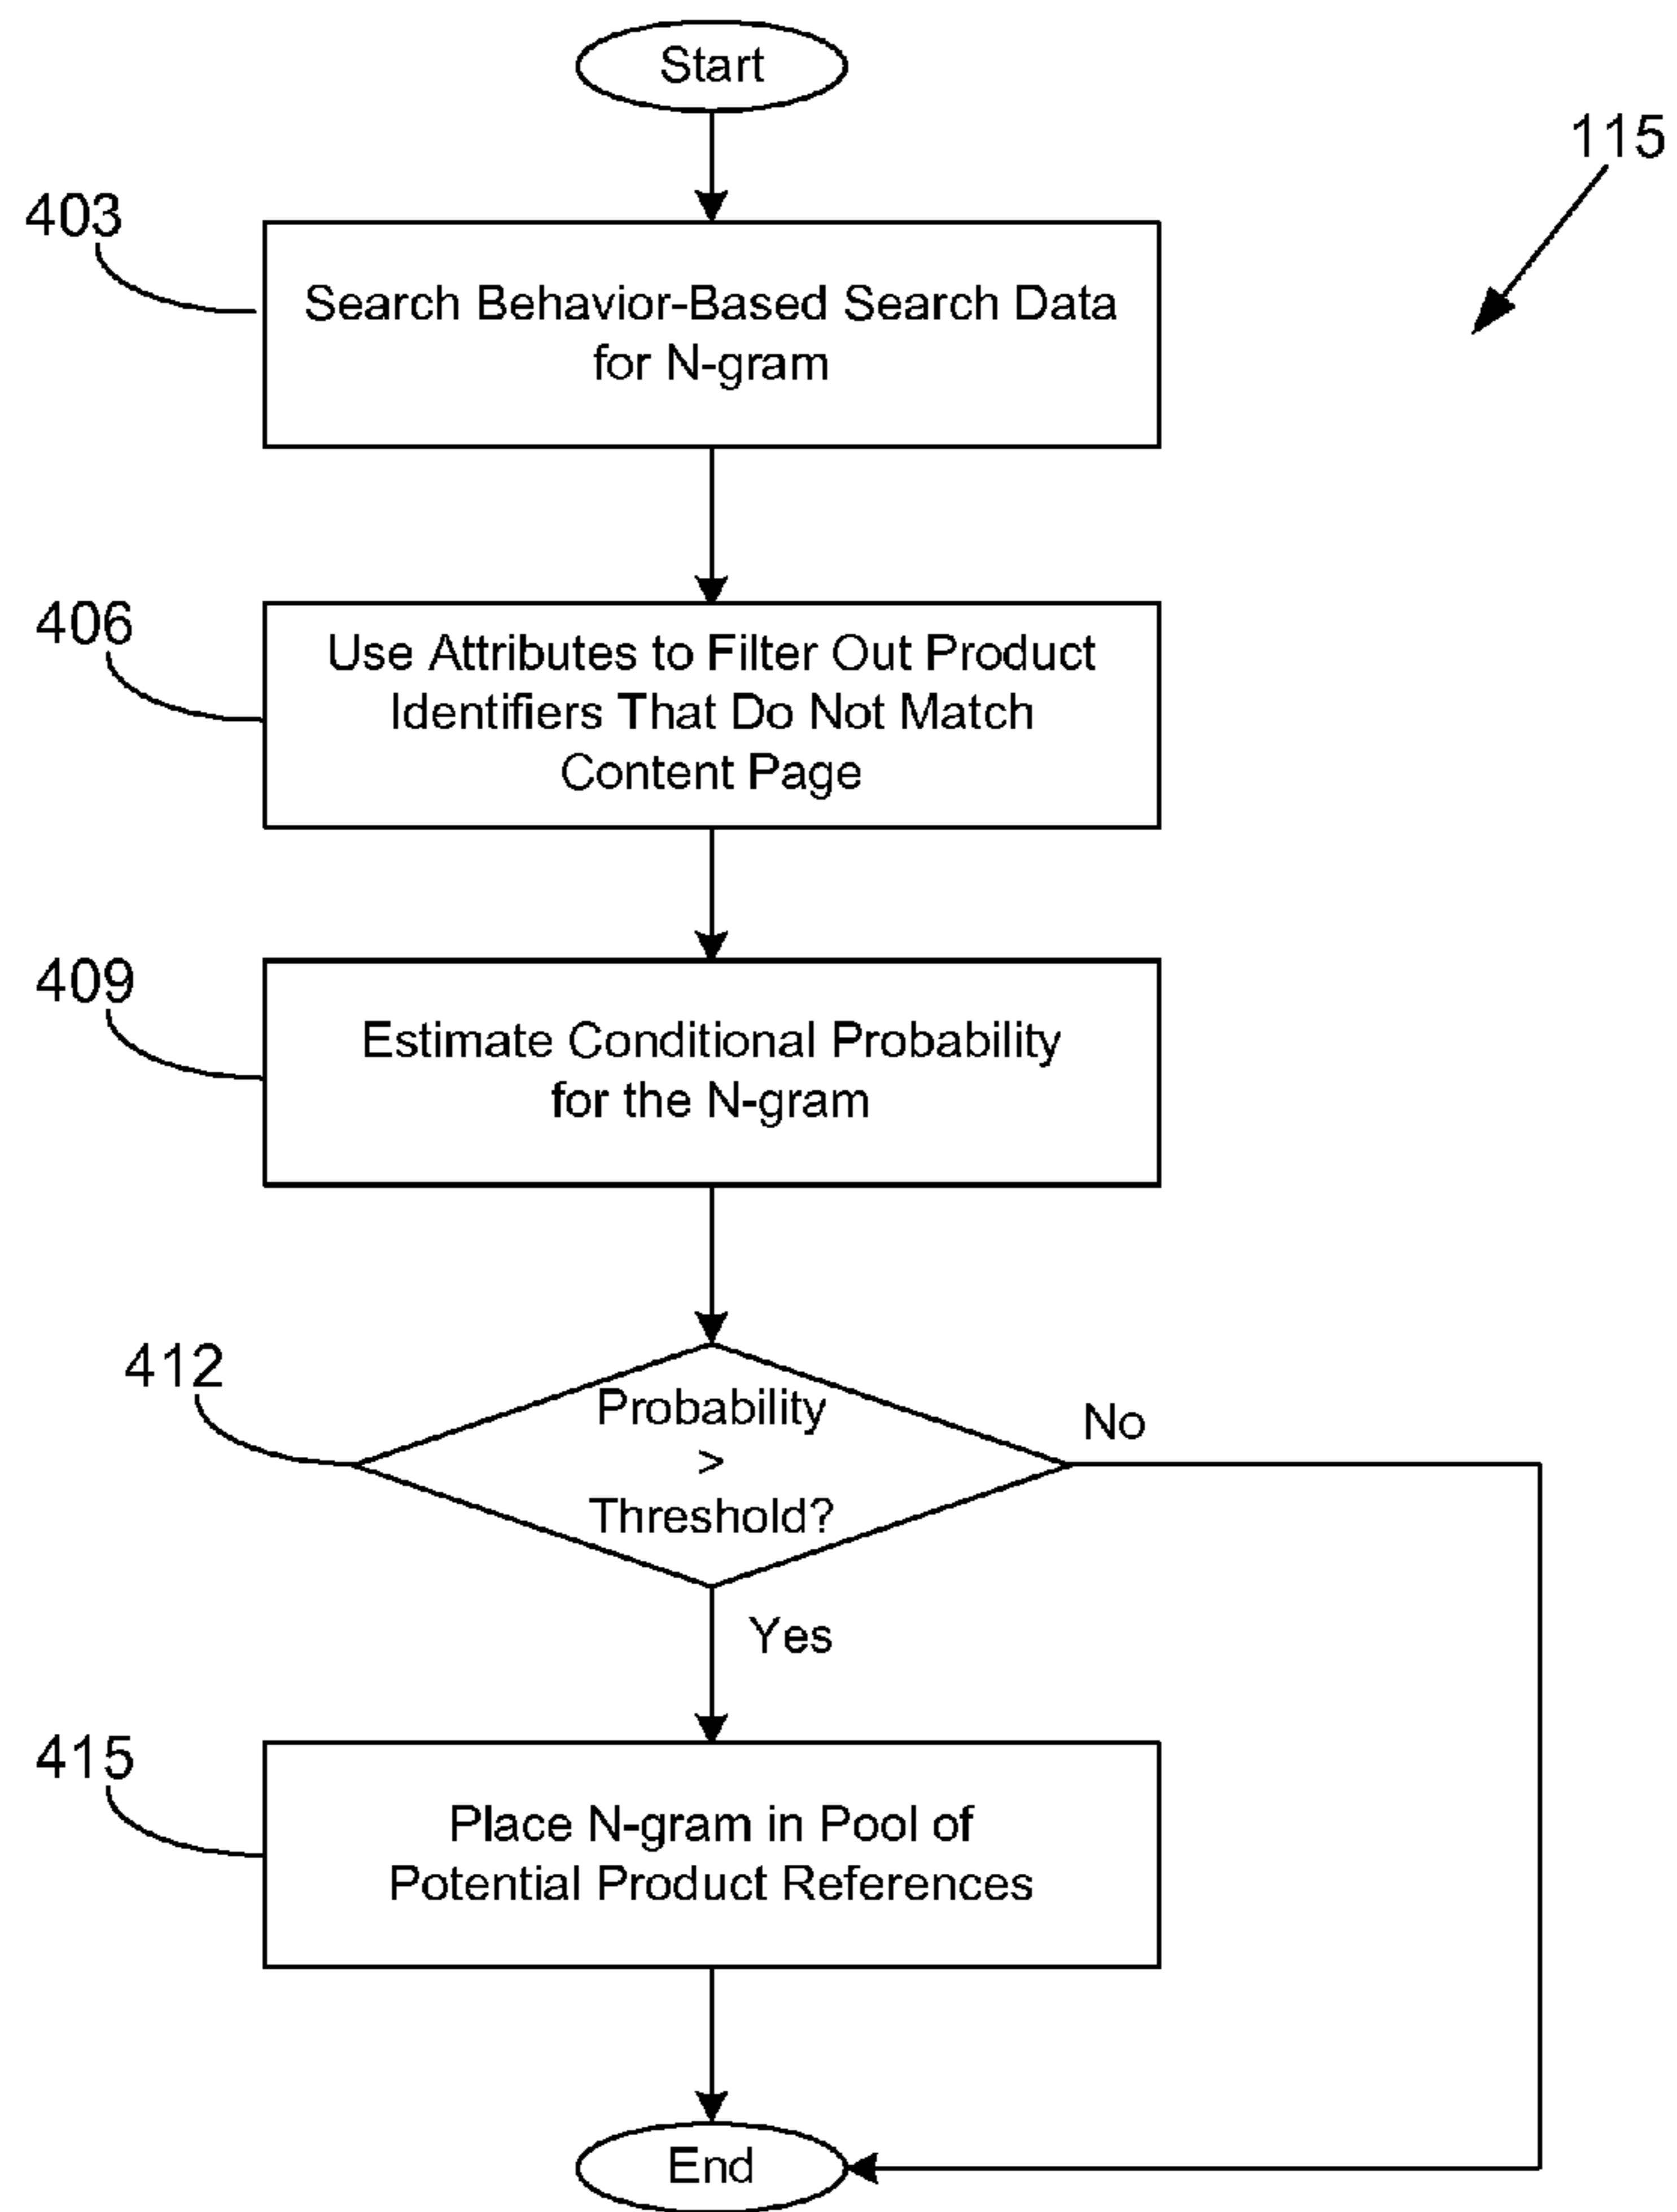 Start
115
403
Search Behavior-Based Search Data
for N-gram
406
Use Attributes to Filter Out Product
Identifiers That Do Not Match
Content Page
409
Estimate Conditional Probability
for the N-gram
412
Probability
>
Threshold?
No
Yes
415
Place N-gram in Pool of
Potential Product References
End